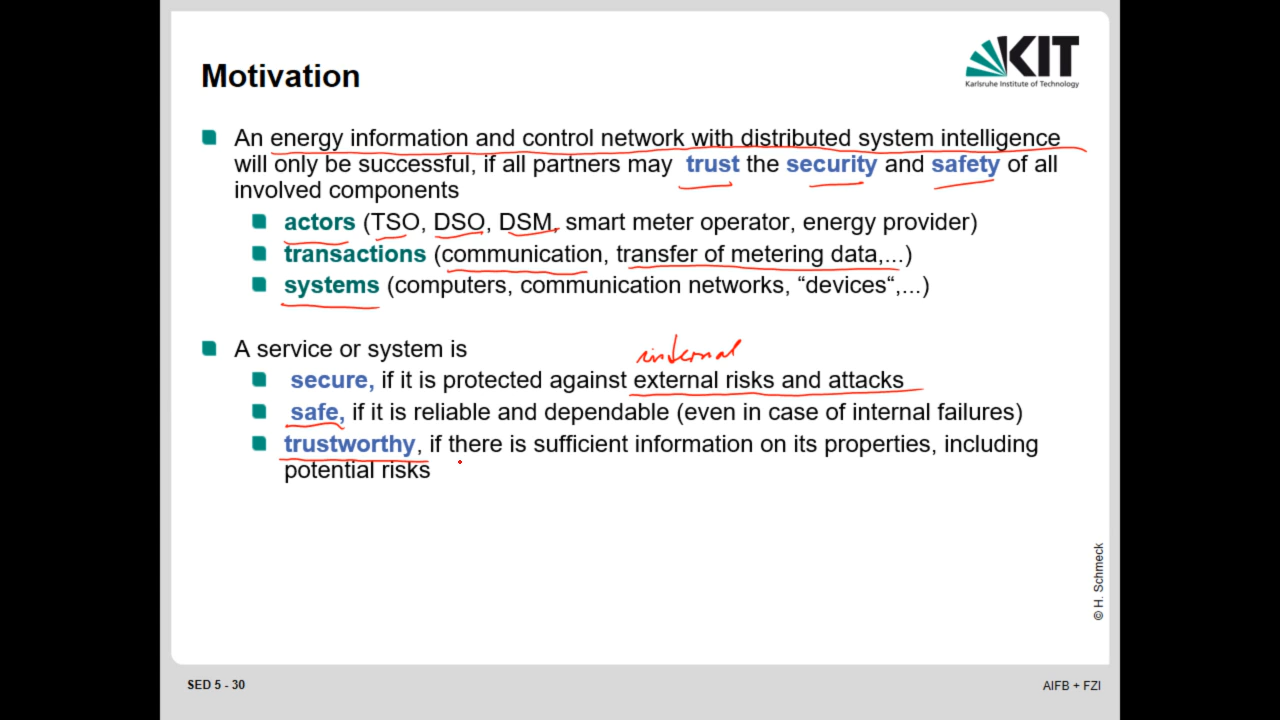 KIT
Karlsruhe Institute of Technology
Motivation
An energy information and control network with distributed system intelligence
will only be successful, if all partners may trust the security and safety of all
involved components
actors (TSO, DSO, DSM, smart meter operator, energy provider)
transactions (communication, transfer of metering data,...)
systems (computers, communication networks, “devices“,...)
A service or system is
internal
secure, if it is protected against external risks and attacks
safe, if it is reliable and dependable (even in case of internal failures)
trustworthy, if there is sufficient information on its properties, including
potential risks
© H. Schmeck
SED 5 - 30
AIFB + FZI